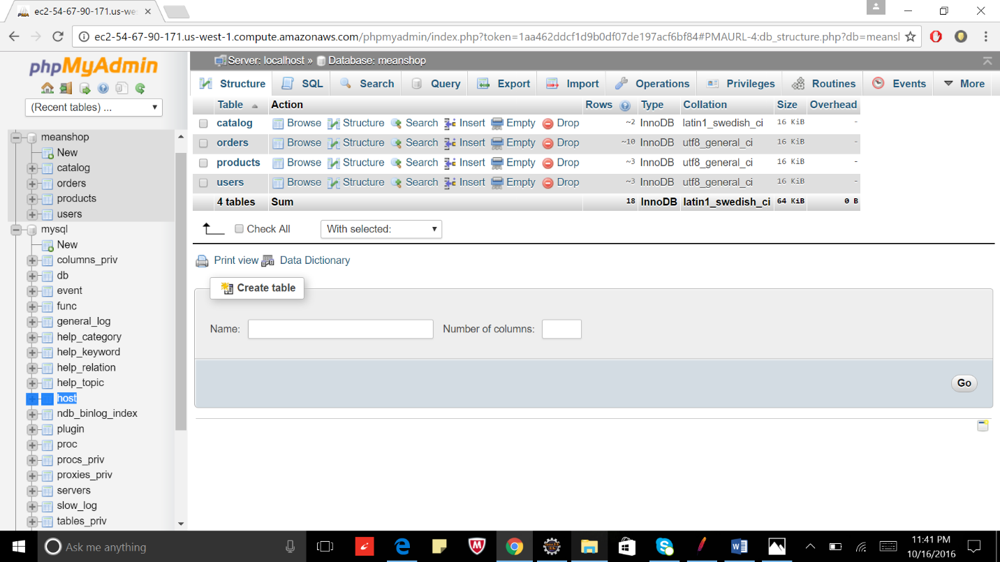 ec2-54-67-90-171.us-we
ec2-54-67-90-171.us-west-1.compute.amazonaws.com/phpmyadmin/index.php?token=1aa462ddcf1d9b0df07de197acf6bf84#PMAURL-4:db_structure.php?db=meansl
phpMyAdmin
(Recent tables) ...
meanshop
New
catalog
orders
products
users
mysql
New
columns_priv
db
event
func
general_log
help_category
help_keyword
help_relation
help_topic
host
ndb_binlog_index
plugin
proc
procs_priv
proxies_priv
servers
slow_log
tables_priv
Server: localhost » Database: meanshop
Structure SQL Search Query Export Import Operations Privileges Routines Events More
Table Action Rows Type Collation Size Overhead
catalog Browse Structure Search Insert Empty Drop ~2 InnoDB latin1_swedish_ci 16 KiB -
orders Browse Structure Search Insert Empty Drop ~10 InnoDB utf8_general_ci 16 KiB -
products Browse Structure Search Insert Empty Drop ~3 InnoDB utf8_general_ci 16 KiB -
users Browse Structure Search Insert Empty Drop ~3 InnoDB utf8_general_ci 16 KiB -
4 tables Sum 18 InnoDB latin1_swedish_ci 64 KiB 0 B
Check All With selected:
Print view Data Dictionary
Create table
Name: Number of columns:
Go
Ask me anything
11:41 PM
10/16/2016